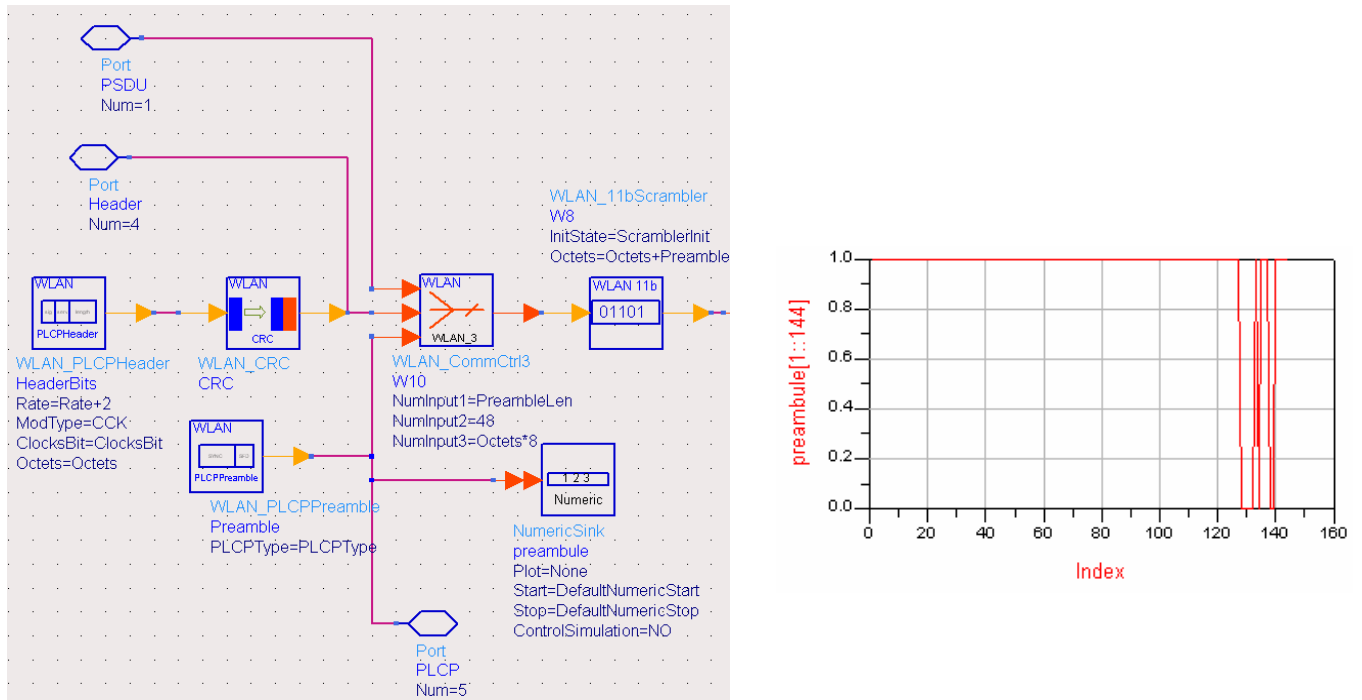 Port
PSDU
Num=1
Port
Header
Num=4
WLAN_11bScrambler
W8
InitState=ScramblerInit
Octets=Octets+Preamble
WLAN
PLCPHeader
WLAN_PLCPHeader
HeaderBits
Rate=Rate+2
ModType=CCK
ClocksBit=ClocksBit
Octets=Octets
WLAN
CRC
WLAN_CRC
CRC
WLAN
WLAN_3
WLAN_CommCtrl3
W10
NumInput1=PreambleLen
NumInput2=48
NumInput3=Octets*8
WLAN 11b
01101
WLAN
PLCPPreamble
WLAN_PLCPPreamble
Preamble
PLCPType=PLCPType
1 2 3
Numeric
NumericSink
preambule
Plot=None
Start=DefaultNumericStart
Stop=DefaultNumericStop
ControlSimulation=NO
Port
PLCP
Num=5
preambule[1::144]
1.0
0.8
0.6
0.4
0.2
0.0
0 20 40 60 80 100 120 140 160
Index